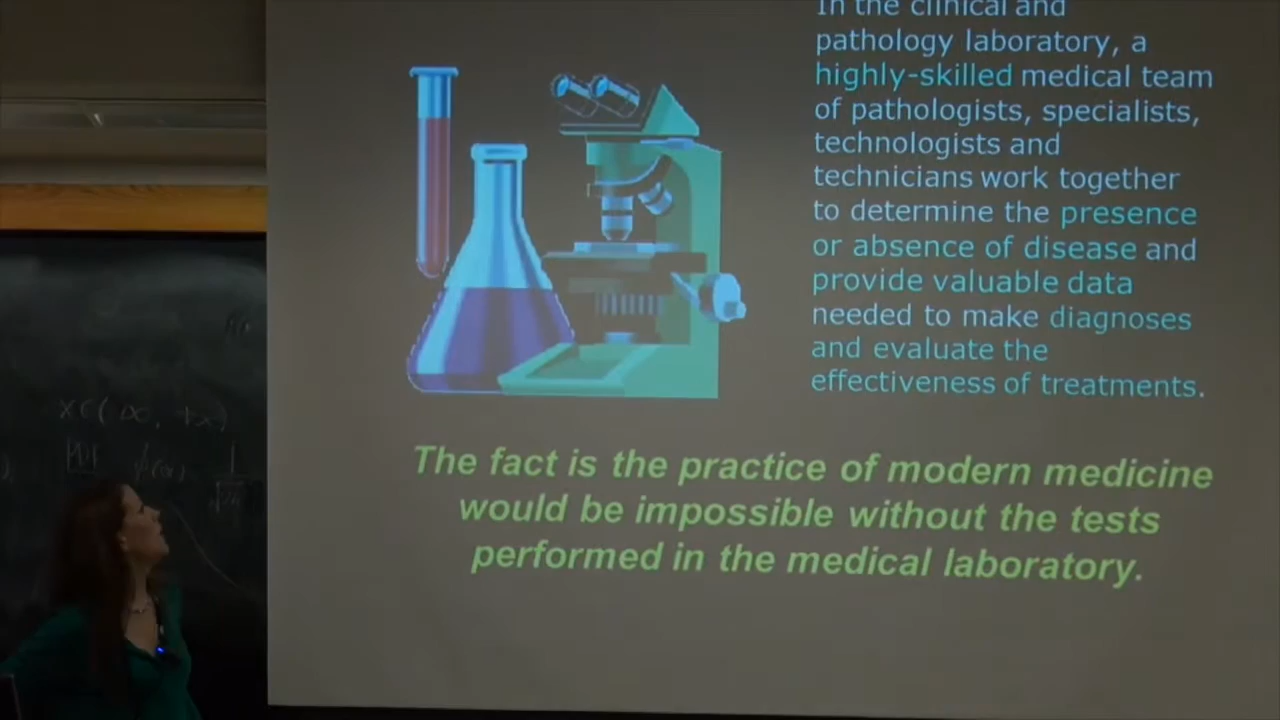 In the clinical and
pathology laboratory, a
highly-skilled medical team
of pathologists, specialists,
technologists and
technicians work together
to determine the presence
or absence of disease and
provide valuable data
needed to make diagnoses
and evaluate the
effectiveness of treatments.
The fact is the practice of modern medicine
would be impossible without the tests
performed in the medical laboratory.